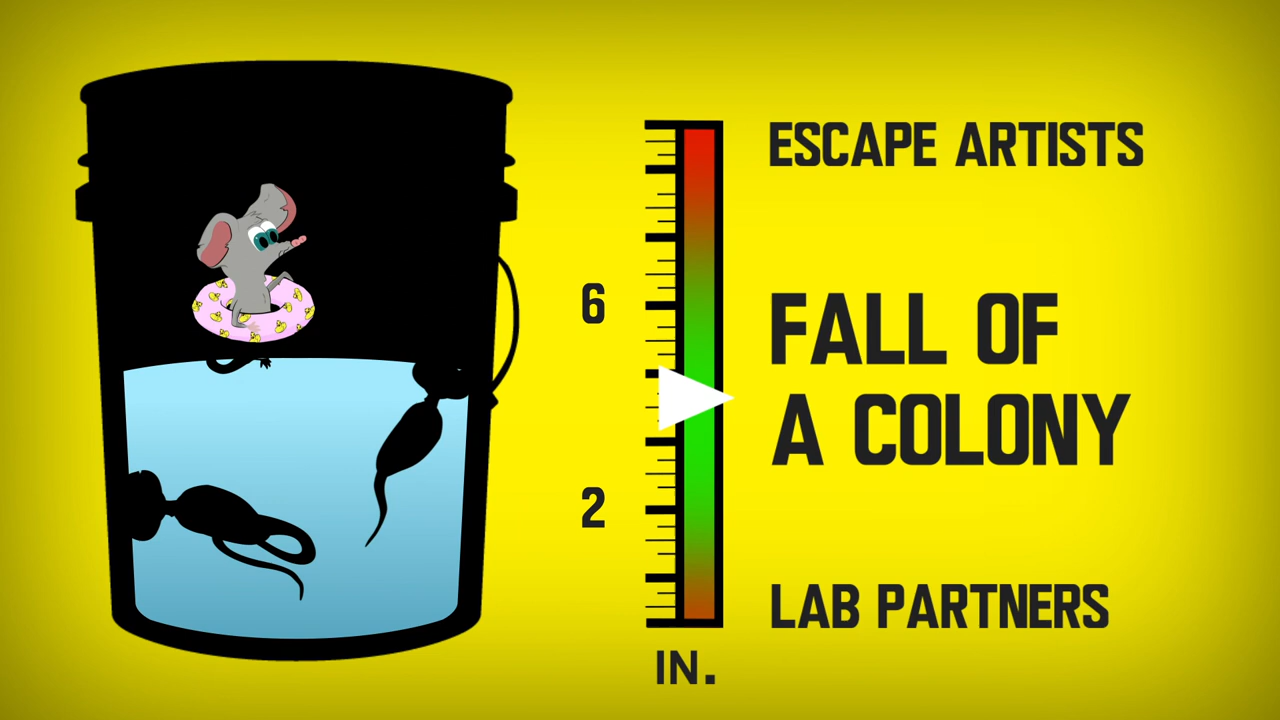 ESCAPE ARTISTS
6
FALL OF
A COLONY
2
LAB PARTNERS
IN.